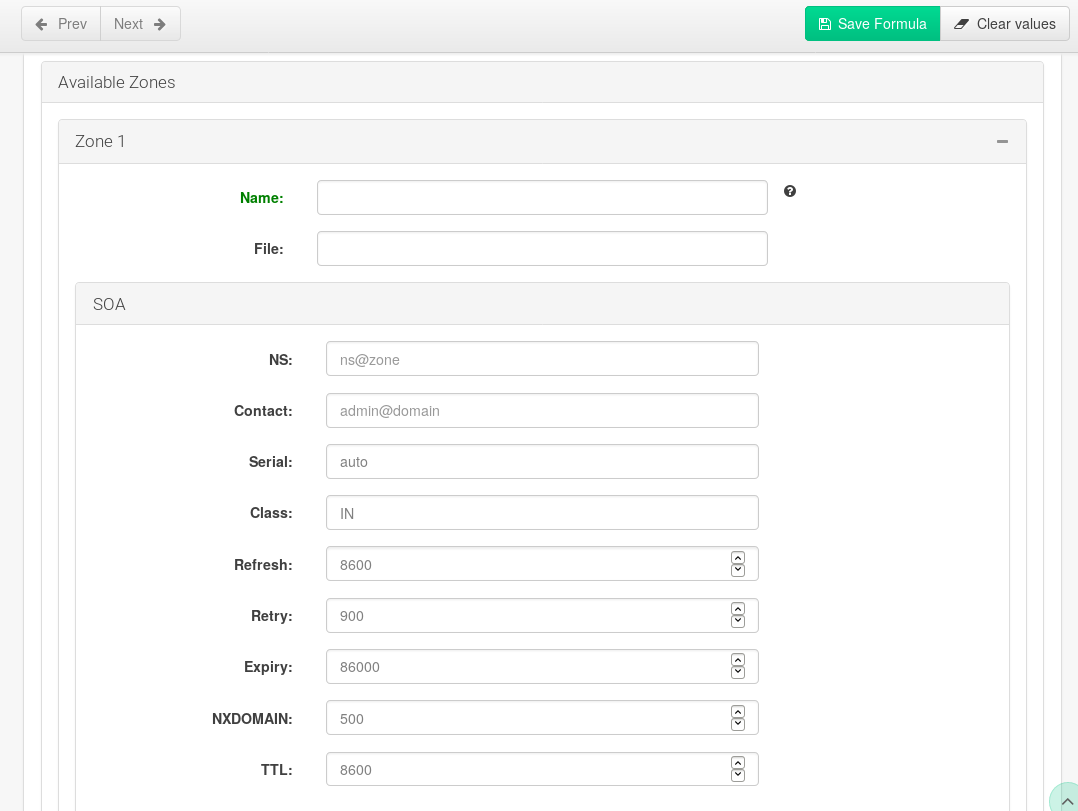 Prev Next Save Formula Clear values
Available Zones
Zone 1
Name:
File:
SOA
NS: ns@zone
Contact: admin@domain
Serial: auto
Class: IN
Refresh: 8600
Retry: 900
Expiry: 86000
NXDOMAIN: 500
TTL: 8600